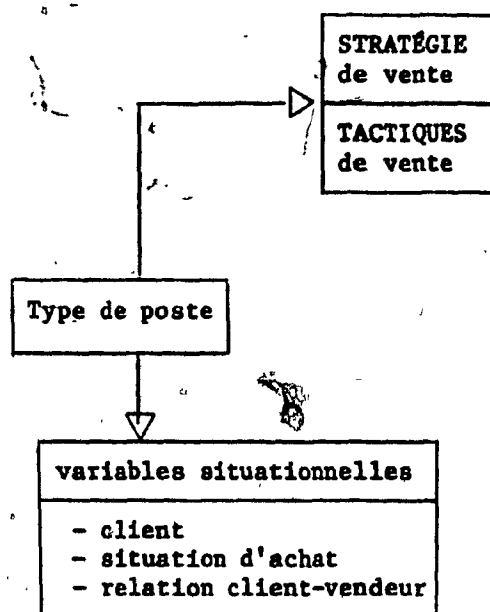 STRATÉGIE
de vente
TACTIQUES
de vente
Type de poste
variables situationnelles
- client
- situation d'achat
- relation client-vendeur